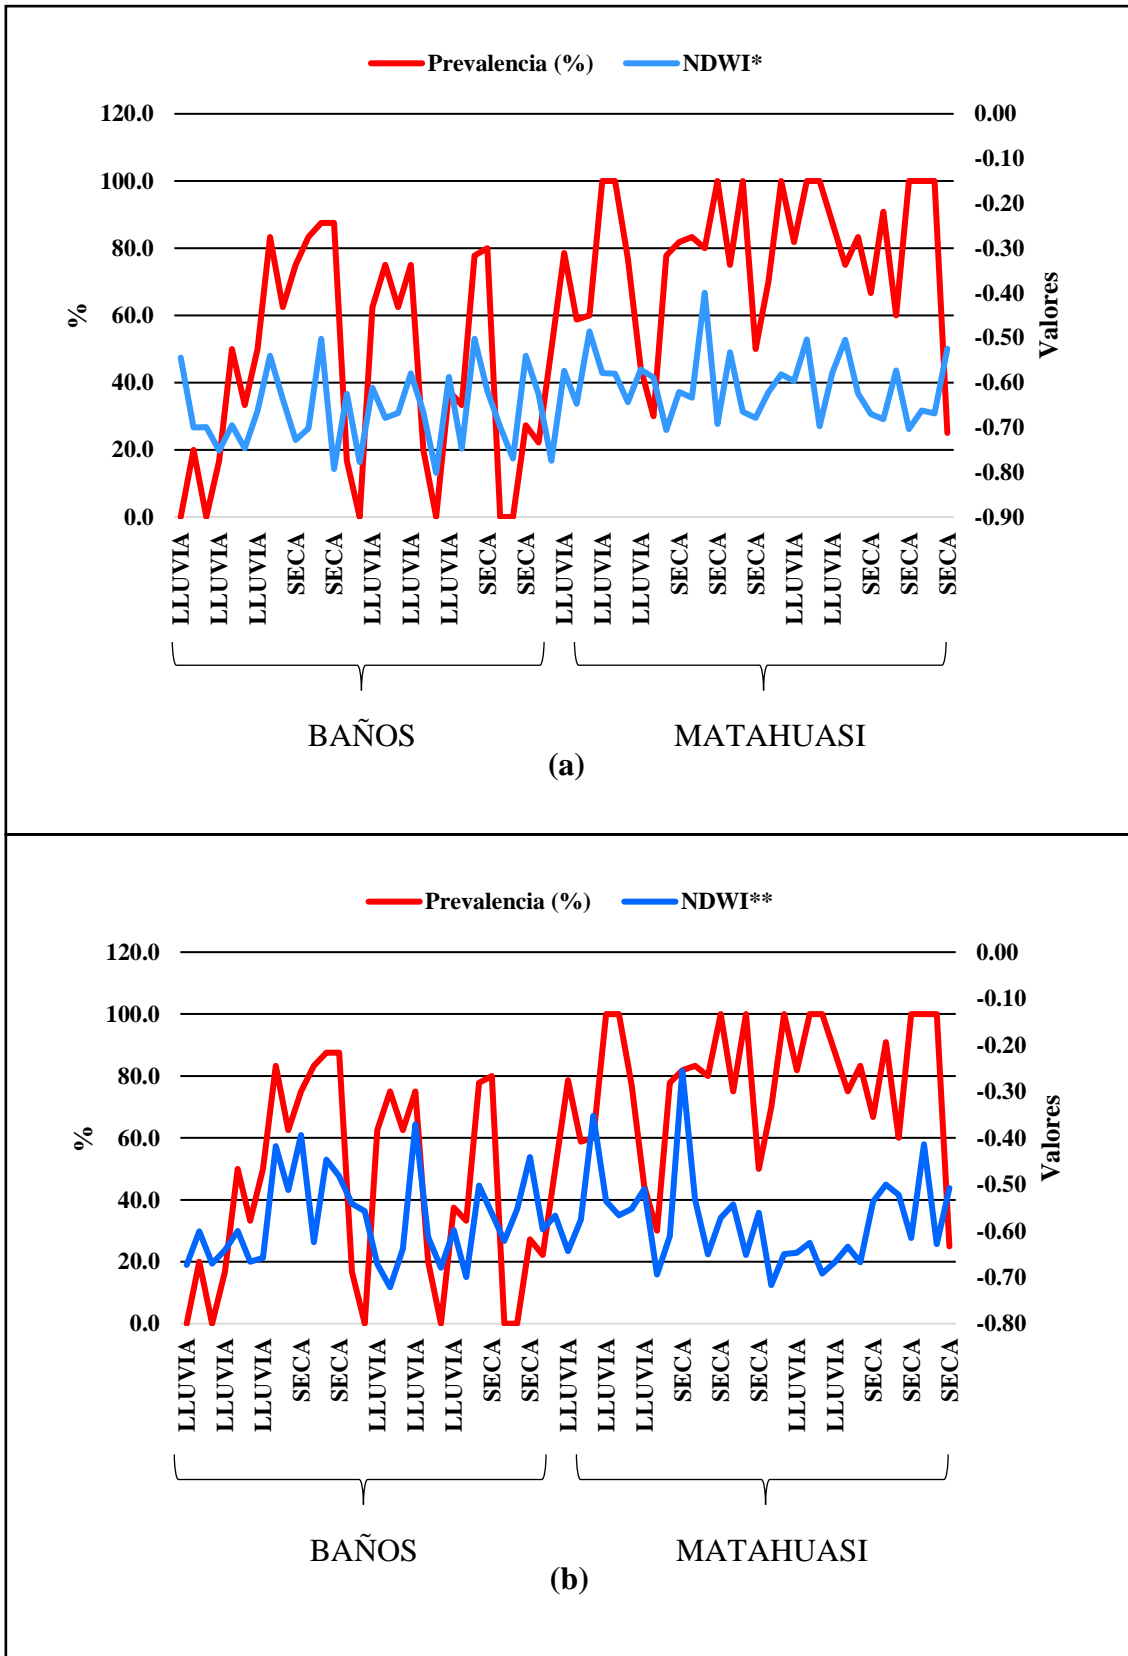 Prevalencia (%) NDWI*
120.0 0.00
-0.10
100.0
-0.20
80.0 -0.30
-0.40
60.0
-0.50
40.0 -0.60
-0.70
20.0
-0.80
0.0 -0.90
%
Valores
LLUVIA LLUVIA LLUVIA SECA SECA LLUVIA LLUVIA LLUVIA SECA SECA LLUVIA LLUVIA LLUVIA SECA SECA SECA LLUVIA LLUVIA SECA SECA SECA
BAÑOS MATAHUASI
(a)
Prevalencia (%) NDWI**
120.0 0.00
-0.10
100.0
-0.20
80.0 -0.30
60.0 -0.40
-0.50
40.0
-0.60
20.0
-0.70
0.0 -0.80
%
Valores
LLUVIA LLUVIA LLUVIA SECA SECA LLUVIA LLUVIA LLUVIA SECA SECA LLUVIA LLUVIA LLUVIA SECA SECA SECA LLUVIA LLUVIA SECA SECA SECA
BAÑOS MATAHUASI
(b)